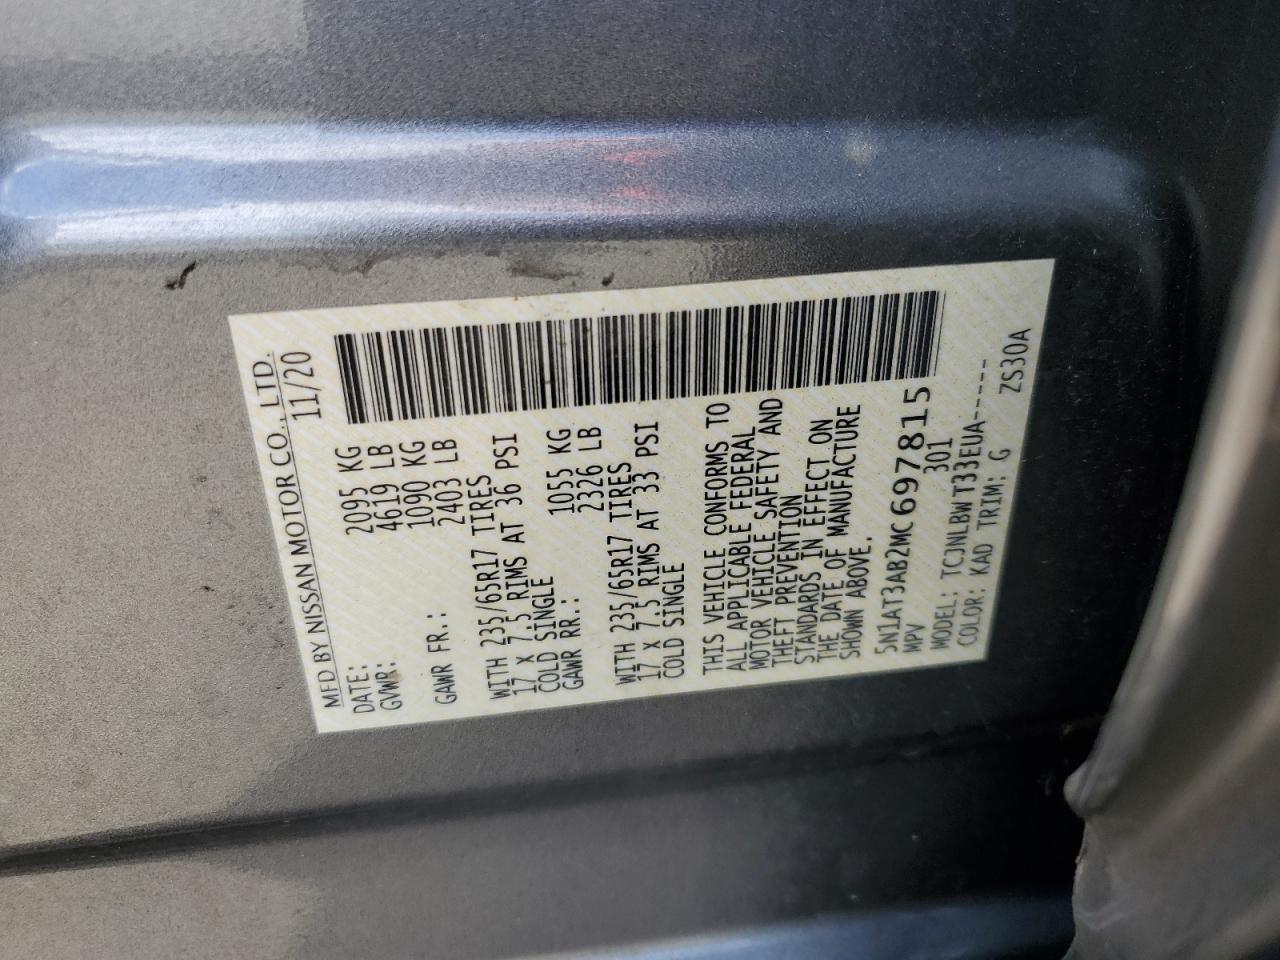 MFD BY NISSAN MOTOR CO., LTD.
DATE: 11/20
GVWR: 2095 KG
4619 LB
GAWR FR.: 1090 KG
2403 LB
WITH 235/65R17 TIRES
17 X 7.5 RIMS AT 36 PSI
COLD SINGLE
GAWR RR.: 1055 KG
2326 LB
WITH 235/65R17 TIRES
17 X 7.5 RIMS AT 33 PSI
COLD SINGLE
THIS VEHICLE CONFORMS TO
ALL APPLICABLE FEDERAL
MOTOR VEHICLE SAFETY AND
THEFT PREVENTION
STANDARDS IN EFFECT ON
THE DATE OF MANUFACTURE
SHOWN ABOVE.
5N1AT3AB2MC697815
MPV 301
MODEL: TCJNLBWT33EUA-----
COLOR: KAD TRIM; G ZS30A